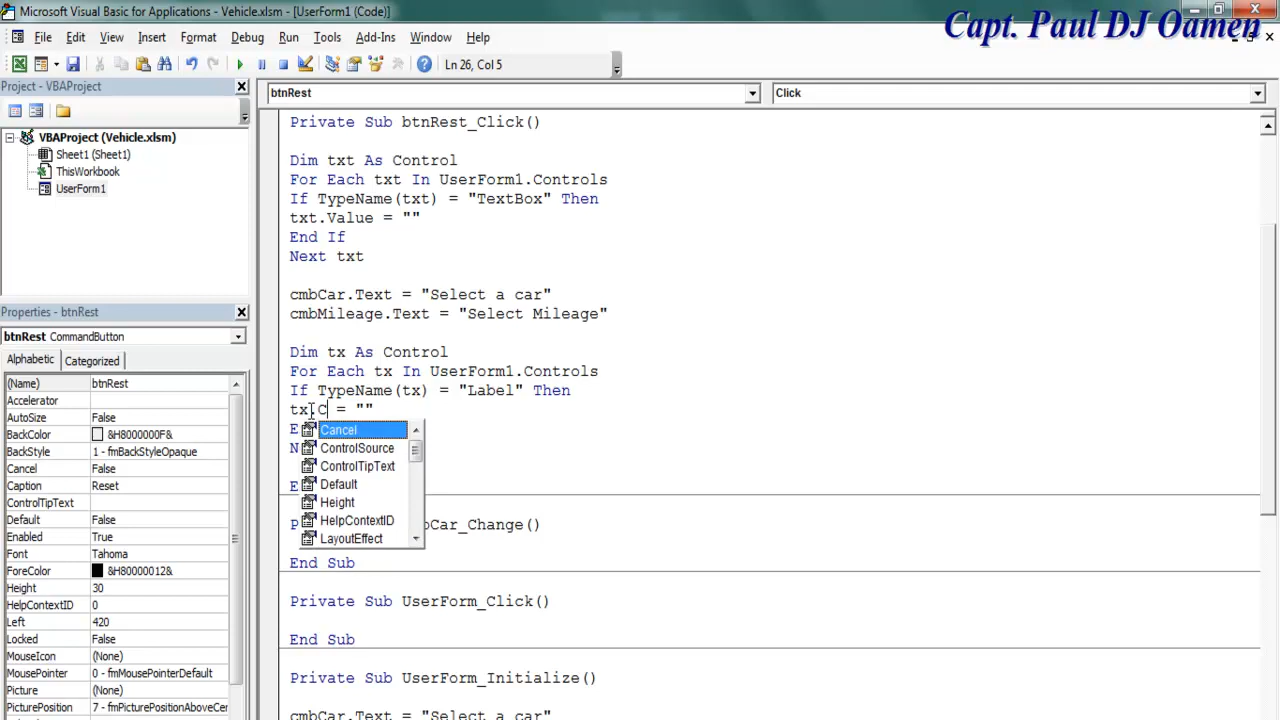 Microsoft Visual Basic for Applications - Vehicle.xlsm - [UserForm1 (Code)]
Capt. Paul DJ Oamen
File Edit View Insert Format Debug Run Tools Add-Ins Window Help
Ln 26, Col 5
Project - VBAProject
btnRest
Click
VBAProject (Vehicle.xlsm)
Sheet1 (Sheet1)
ThisWorkbook
UserForm1
Properties - btnRest
btnRest CommandButton
Alphabetic Categorized
(Name) btnRest
Accelerator
AutoSize False
BackColor &H8000000F&
BackStyle 1 - fmBackStyleOpaque
Cancel False
Caption Reset
ControlTipText
Default False
Enabled True
Font Tahoma
ForeColor &H80000012&
Height 30
HelpContextID 0
Left 420
Locked False
MouseIcon (None)
MousePointer 0 - fmMousePointerDefault
Picture (None)
PicturePosition 7 - fmPicturePositionAboveCer
Private Sub btnRest_Click()
Dim txt As Control
For Each txt In UserForm1.Controls
If TypeName(txt) = "TextBox" Then
txt.Value = ""
End If
Next txt
cmbCar.Text = "Select a car"
cmbMileage.Text = "Select Mileage"
Dim tx As Control
For Each tx In UserForm1.Controls
If TypeName(tx) = "Label" Then
tx.C = ""
E
N
E
Cancel
ControlSource
ControlTipText
Default
Height
HelpContextID
LayoutEffect
P
Car_Change()
End Sub
Private Sub UserForm_Click()
End Sub
Private Sub UserForm_Initialize()
cmbCar.Text = "Select a car"